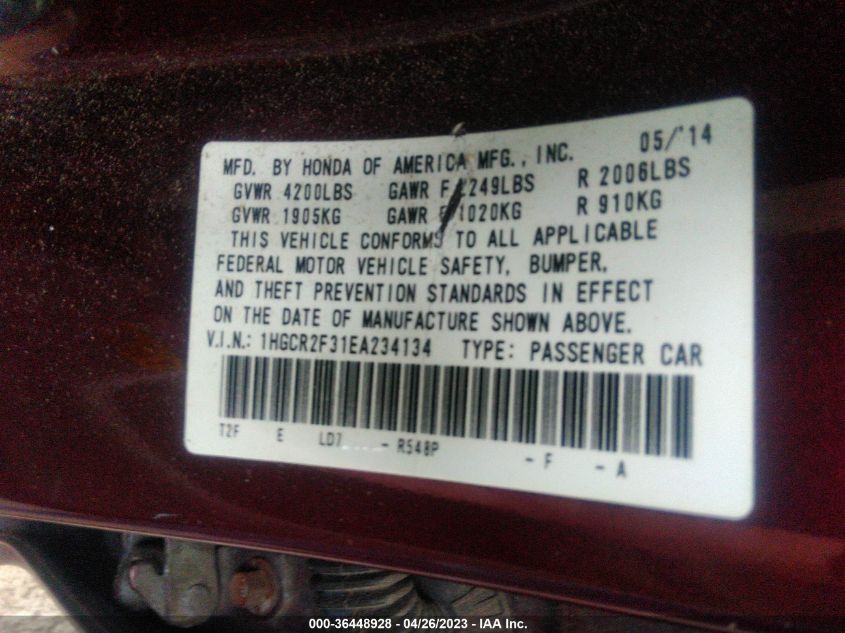 MFD. BY HONDA OF AMERICA MFG., INC. 05/'14
GVWR 4200LBS GAWR F 2249LBS R 2006LBS
GVWR 1905KG GAWR F 1020KG R 910KG
THIS VEHICLE CONFORMS TO ALL APPLICABLE
FEDERAL MOTOR VEHICLE SAFETY, BUMPER,
AND THEFT PREVENTION STANDARDS IN EFFECT
ON THE DATE OF MANUFACTURE SHOWN ABOVE.
V.I.N.: 1HGCR2F31EA234134 TYPE: PASSENGER CAR
T2F E LD7 - R548P - F - A
000-36448928 - 04/26/2023 - IAA Inc.